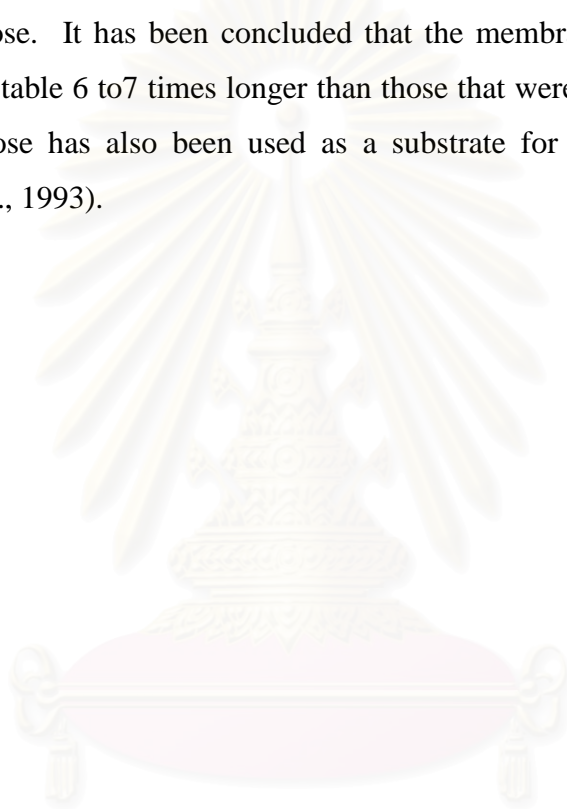 ose. It has been concluded that the membr
table 6 to7 times longer than those that were
ose has also been used as a substrate for
., 1993).